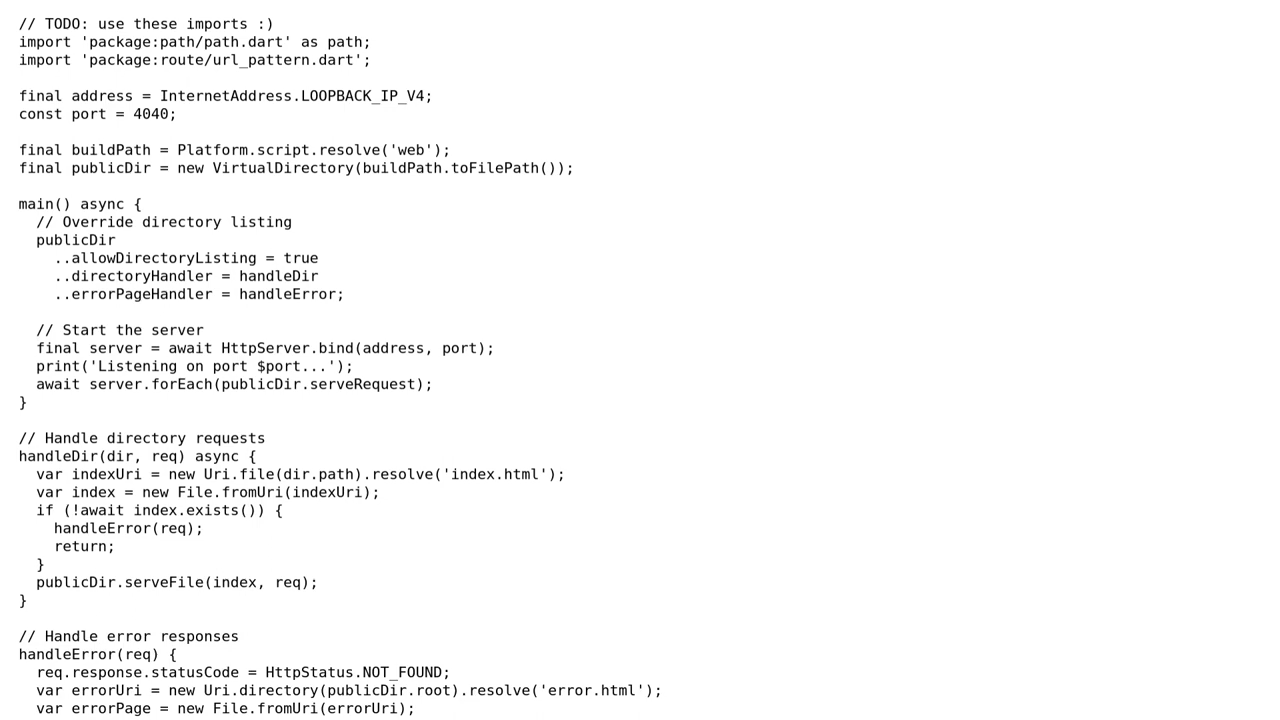 // TODO: use these imports :)
import 'package:path/path.dart' as path;
import 'package:route/url_pattern.dart';

final address = InternetAddress.LOOPBACK_IP_V4;
const port = 4040;

final buildPath = Platform.script.resolve('web');
final publicDir = new VirtualDirectory(buildPath.toFilePath());

main() async {
  // Override directory listing
  publicDir
    ..allowDirectoryListing = true
    ..directoryHandler = handleDir
    ..errorPageHandler = handleError;

  // Start the server
  final server = await HttpServer.bind(address, port);
  print('Listening on port $port...');
  await server.forEach(publicDir.serveRequest);
}

// Handle directory requests
handleDir(dir, req) async {
  var indexUri = new Uri.file(dir.path).resolve('index.html');
  var index = new File.fromUri(indexUri);
  if (!await index.exists()) {
    handleError(req);
    return;
  }
  publicDir.serveFile(index, req);
}

// Handle error responses
handleError(req) {
  req.response.statusCode = HttpStatus.NOT_FOUND;
  var errorUri = new Uri.directory(publicDir.root).resolve('error.html');
  var errorPage = new File.fromUri(errorUri);